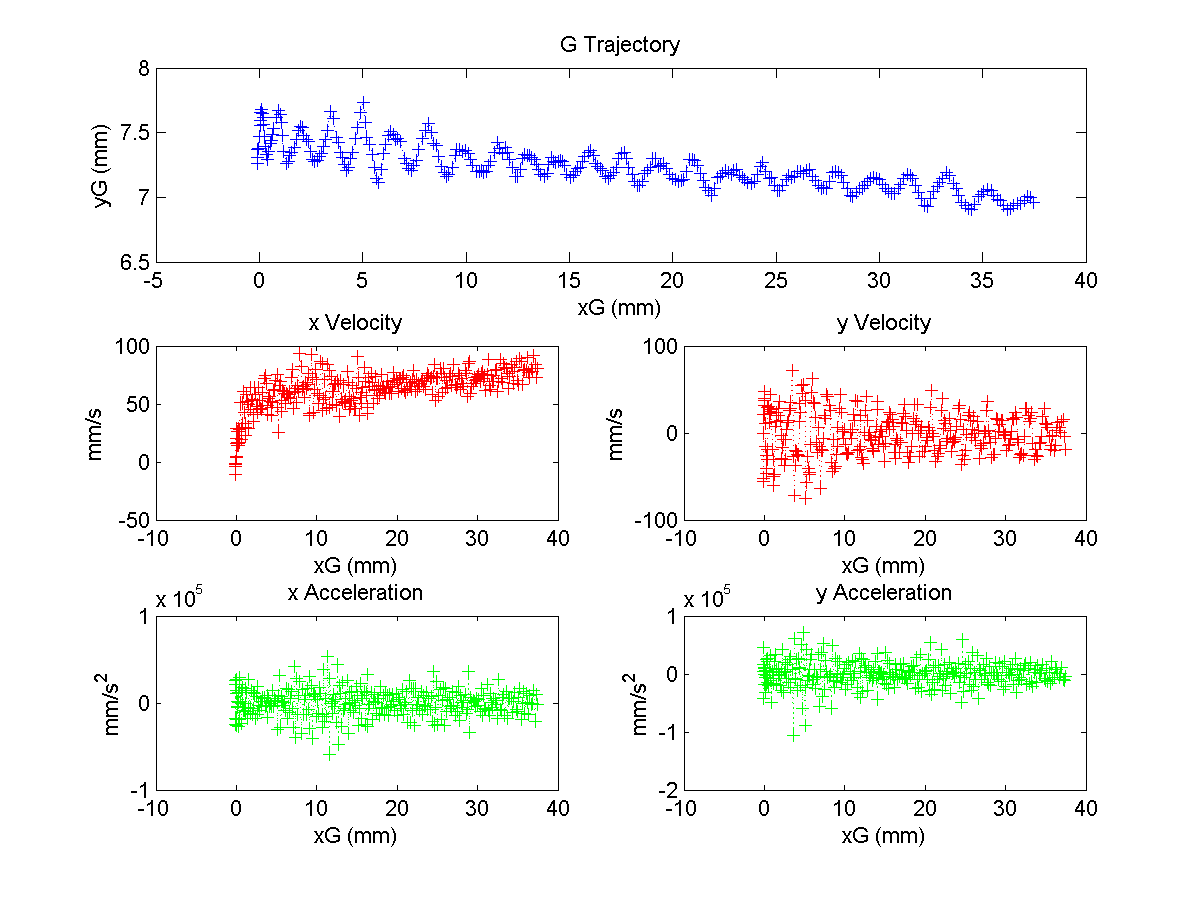 G Trajectory
8
7.5
7
6.5
yG (mm)
-5 0 5 10 15 20 25 30 35 40
xG (mm)
x Velocity
100
50
0
-50
mm/s
-10 0 10 20 30 40
xG (mm)
y Velocity
100
0
-100
mm/s
-10 0 10 20 30 40
xG (mm)
x Acceleration
x 10^5
1
0
-1
mm/s^2
-10 0 10 20 30 40
xG (mm)
y Acceleration
x 10^5
1
0
-1
-2
mm/s^2
-10 0 10 20 30 40
xG (mm)